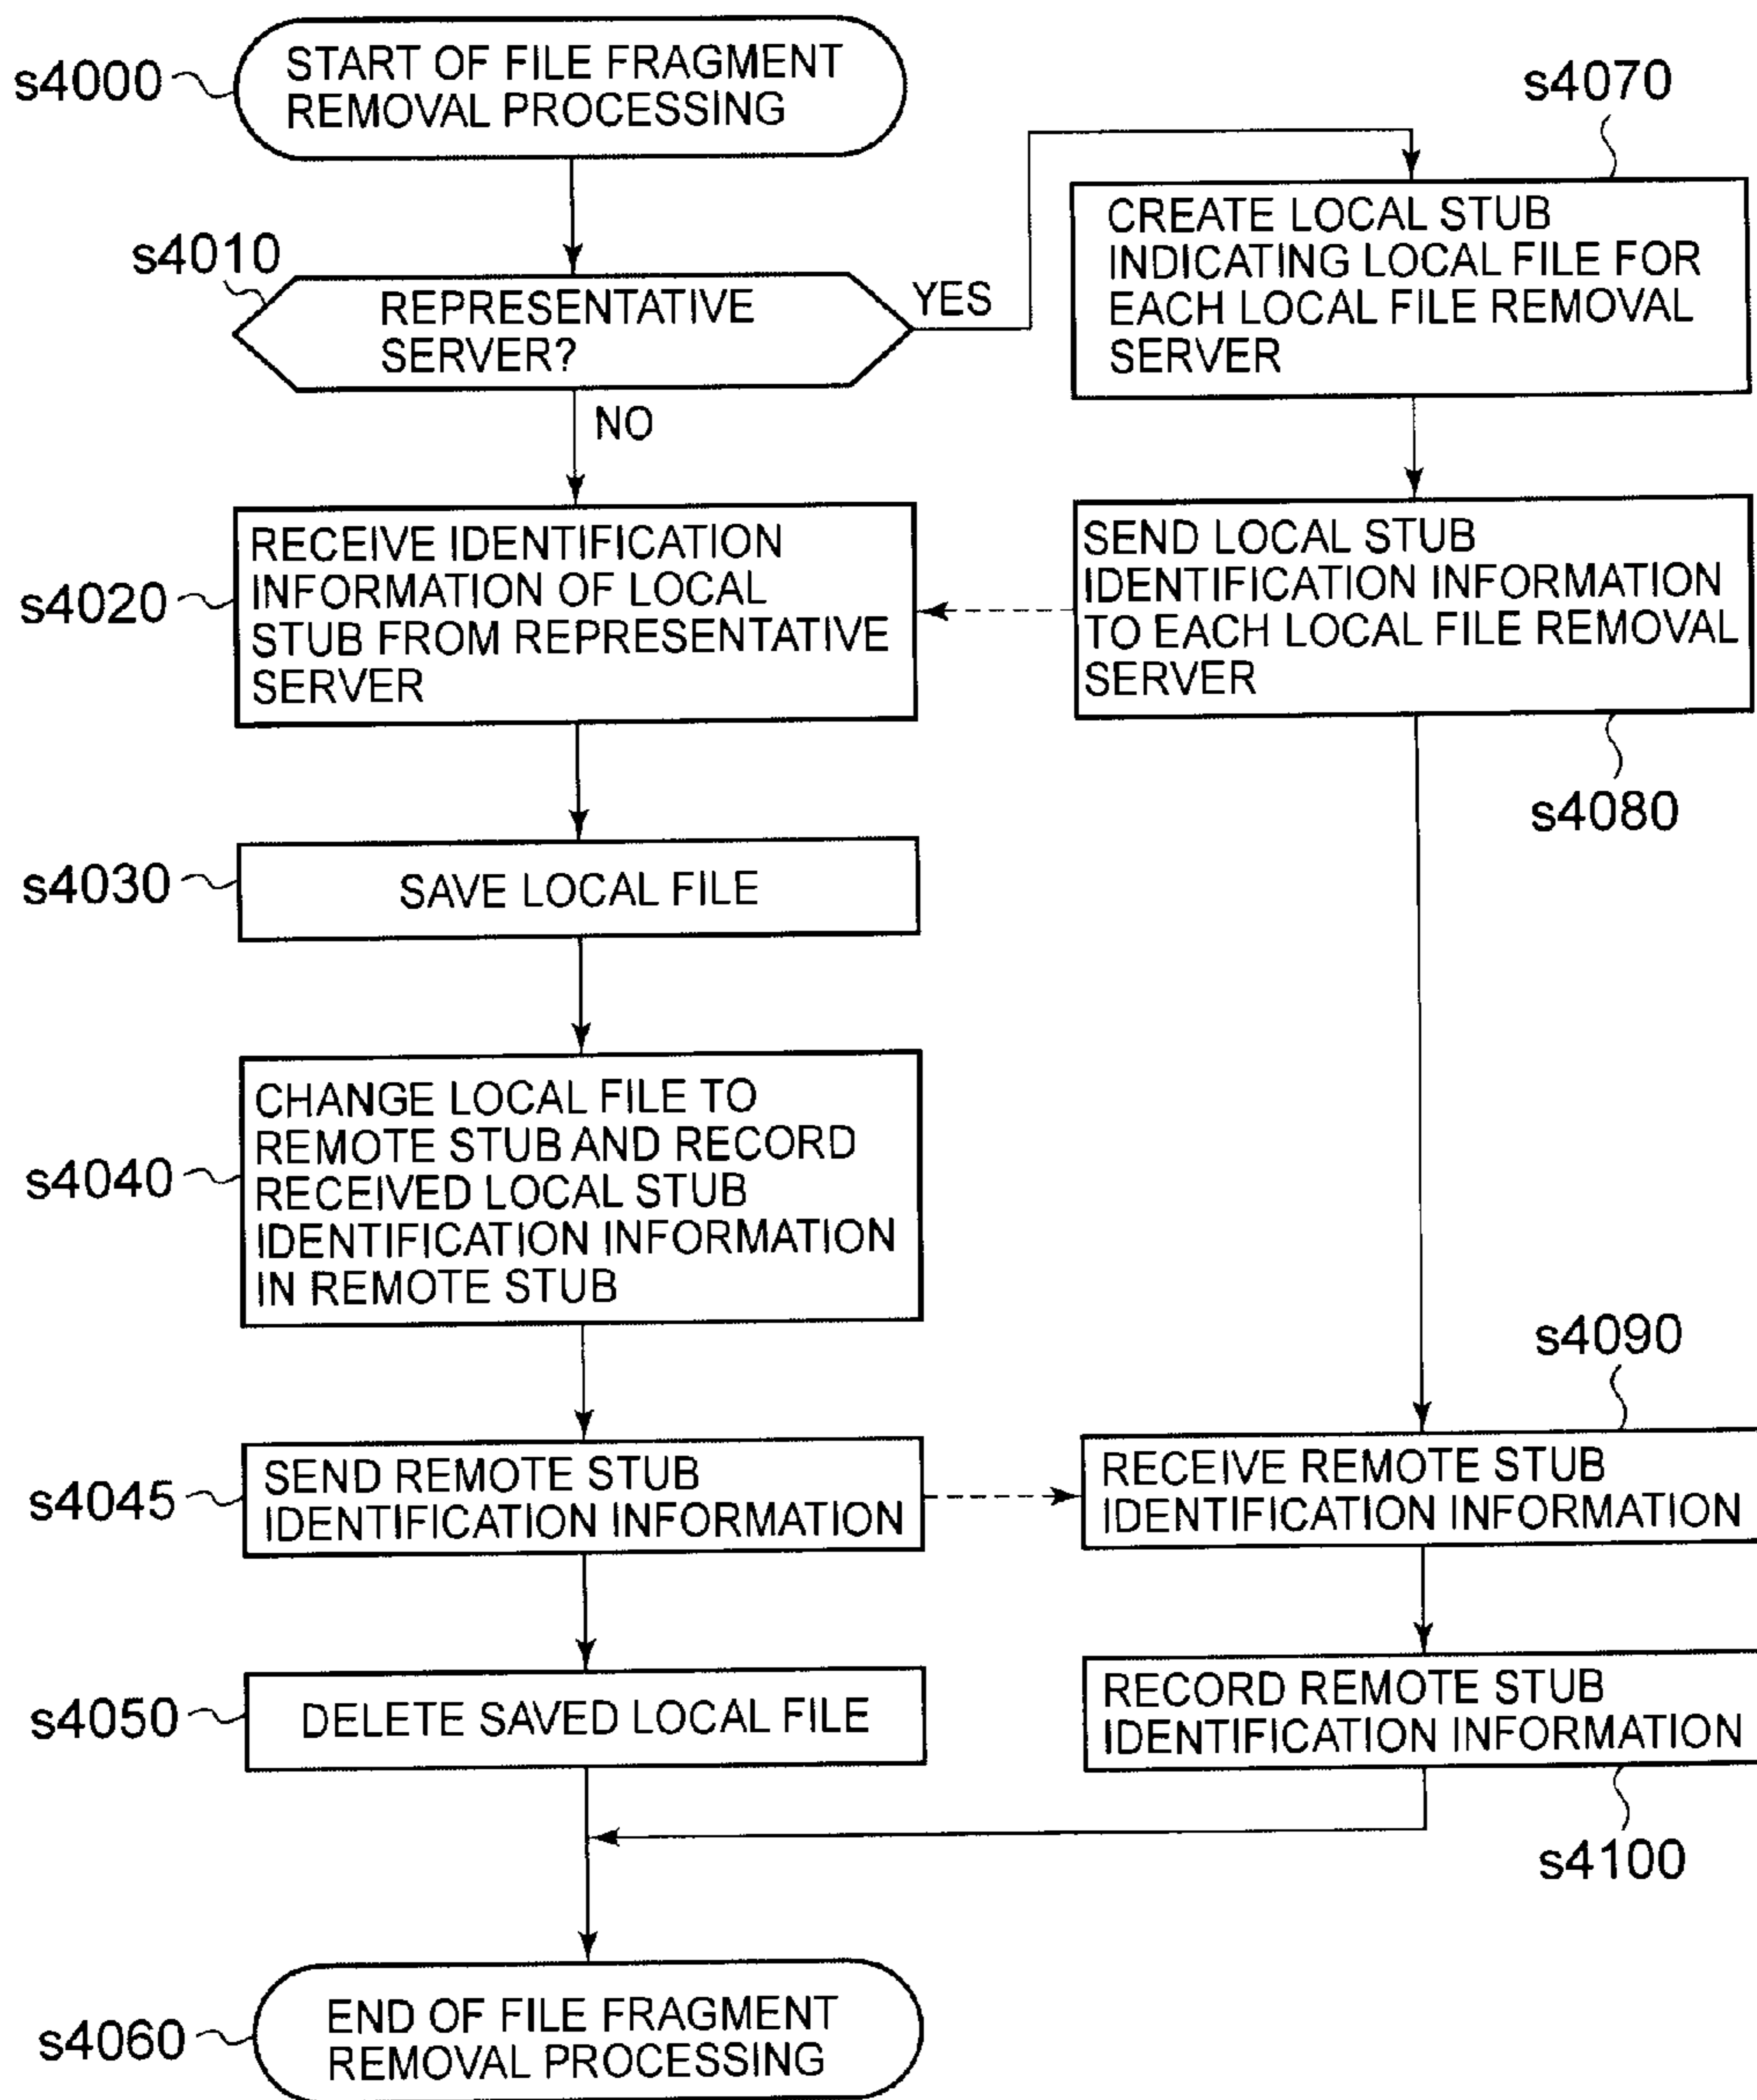 s4000
START OF FILE FRAGMENT
REMOVAL PROCESSING
s4010
REPRESENTATIVE
SERVER?
YES
NO
s4070
CREATE LOCAL STUB
INDICATING LOCAL FILE FOR
EACH LOCAL FILE REMOVAL
SERVER
s4020
RECEIVE IDENTIFICATION
INFORMATION OF LOCAL
STUB FROM REPRESENTATIVE
SERVER
SEND LOCAL STUB
IDENTIFICATION INFORMATION
TO EACH LOCAL FILE REMOVAL
SERVER
s4080
s4030
SAVE LOCAL FILE
s4040
CHANGE LOCAL FILE TO
REMOTE STUB AND RECORD
RECEIVED LOCAL STUB
IDENTIFICATION INFORMATION
IN REMOTE STUB
s4045
SEND REMOTE STUB
IDENTIFICATION INFORMATION
s4090
RECEIVE REMOTE STUB
IDENTIFICATION INFORMATION
s4050
DELETE SAVED LOCAL FILE
RECORD REMOTE STUB
IDENTIFICATION INFORMATION
s4100
s4060
END OF FILE FRAGMENT
REMOVAL PROCESSING